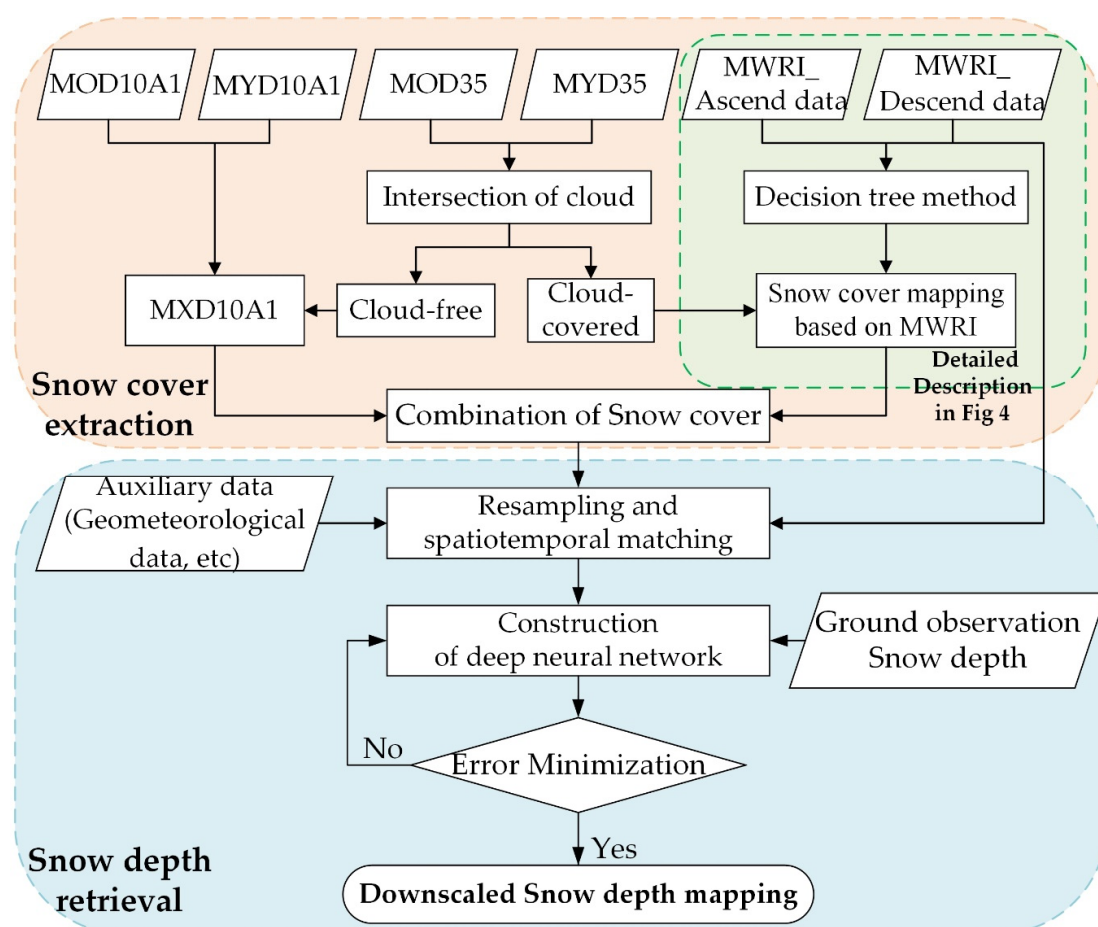 MOD10A1
MYD10A1
MOD35
MYD35
MWRI_
Ascend data
MWRI_
Descend data
Intersection of cloud
Decision tree method
MXD10A1
Cloud-free
Cloud-
covered
Snow cover mapping
based on MWRI
Detailed
Description
in Fig 4
Snow cover
extraction
Combination of Snow cover
Auxiliary data
(Geometeorological
data, etc)
Resampling and
spatiotemporal matching
Construction
of deep neural network
Ground observation
Snow depth
No
Error Minimization
Yes
Snow depth
retrieval
Downscaled Snow depth mapping